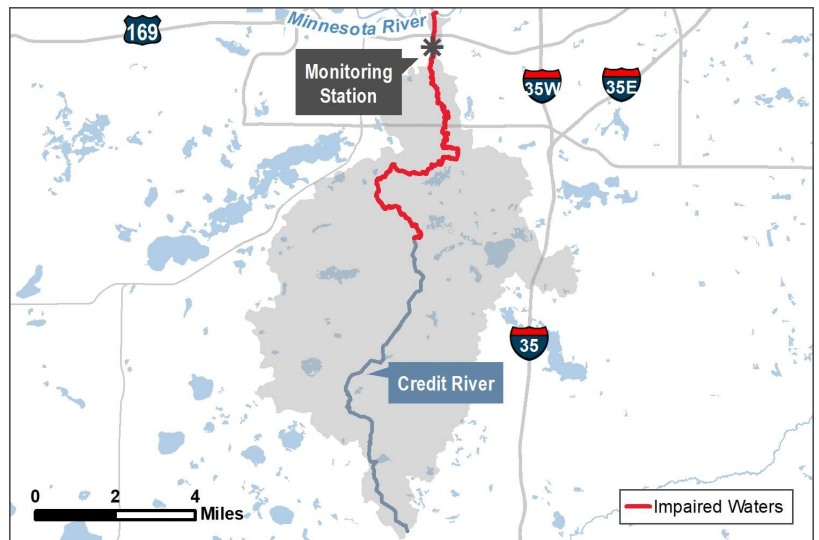 Minnesota River
169
Monitoring
Station
35W
35E
35
Credit River
0 2 4
Miles
Impaired Waters